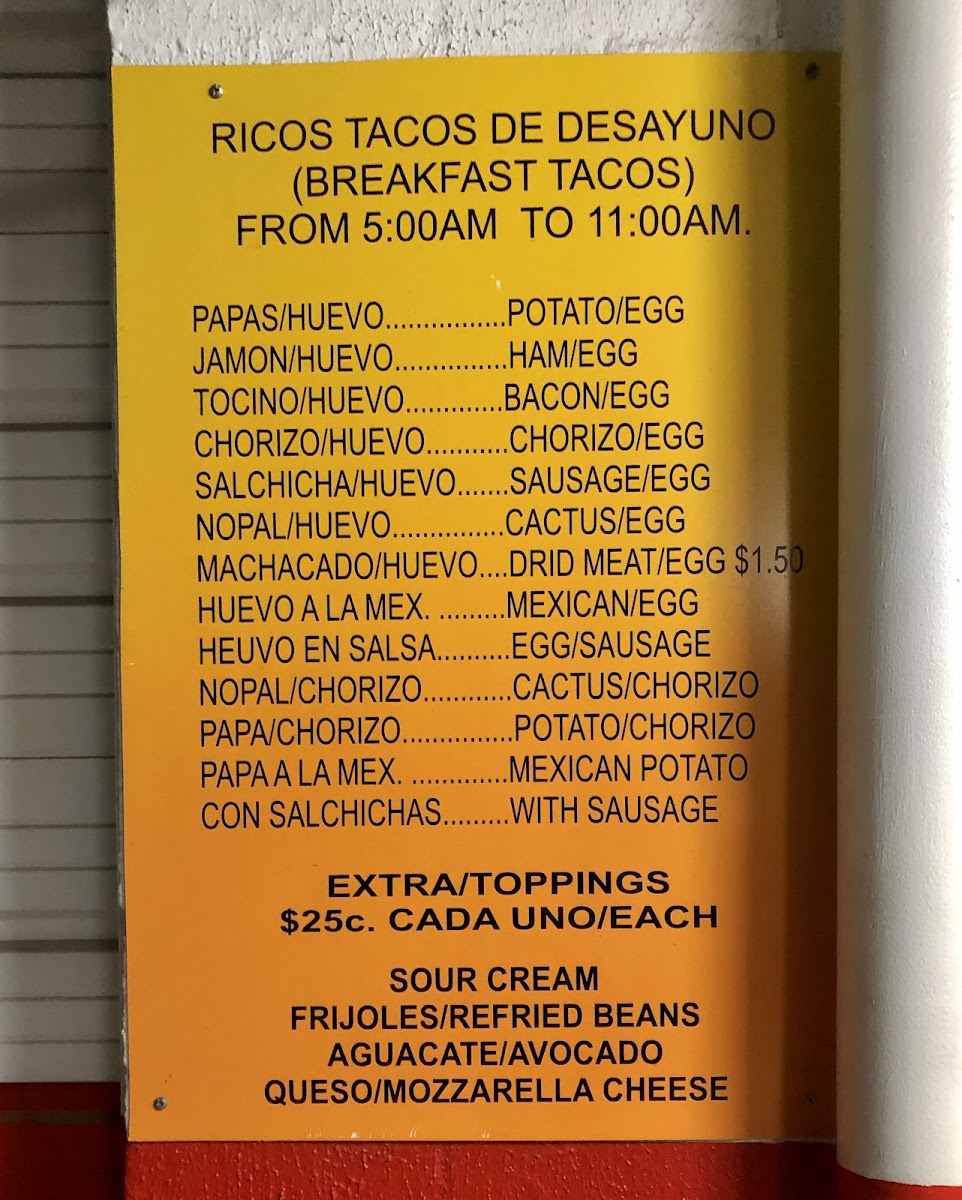 RICOS TACOS DE DESAYUNO
(BREAKFAST TACOS)
FROM 5:00AM TO 11:00AM.
PAPAS/HUEVO................POTATO/EGG
JAMON/HUEVO...............HAM/EGG
TOCINO/HUEVO.............BACON/EGG
CHORIZO/HUEVO...........CHORIZO/EGG
SALCHICHA/HUEVO.......SAUSAGE/EGG
NOPAL/HUEVO...............CACTUS/EGG
MACHACADO/HUEVO....DRID MEAT/EGG $1.50
HUEVO A LA MEX. .........MEXICAN/EGG
HEUVO EN SALSA..........EGG/SAUSAGE
NOPAL/CHORIZO............CACTUS/CHORIZO
PAPA/CHORIZO...............POTATO/CHORIZO
PAPA A LA MEX. .............MEXICAN POTATO
CON SALCHICHAS.........WITH SAUSAGE
EXTRA/TOPPINGS
$25c. CADA UNO/EACH
SOUR CREAM
FRIJOLES/REFRIED BEANS
AGUACATE/AVOCADO
QUESO/MOZZARELLA CHEESE